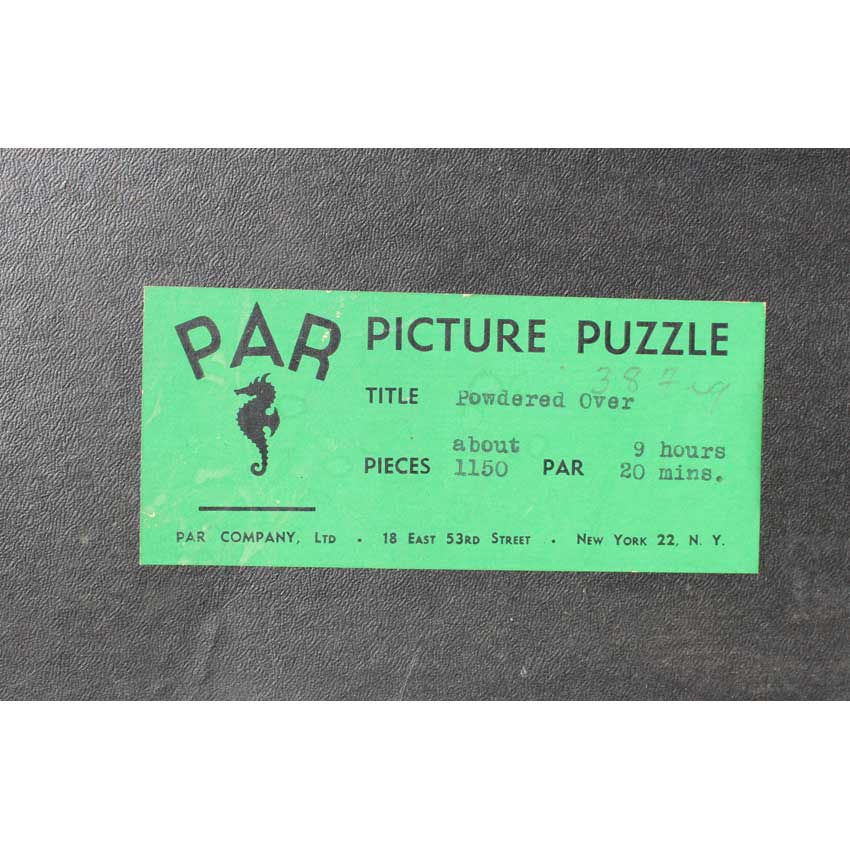 PAR PICTURE PUZZLE
TITLE Powdered Over
about 9 hours
PIECES 1150 PAR 20 mins.
PAR COMPANY, LTD • 18 EAST 53RD STREET • NEW YORK 22, N. Y.